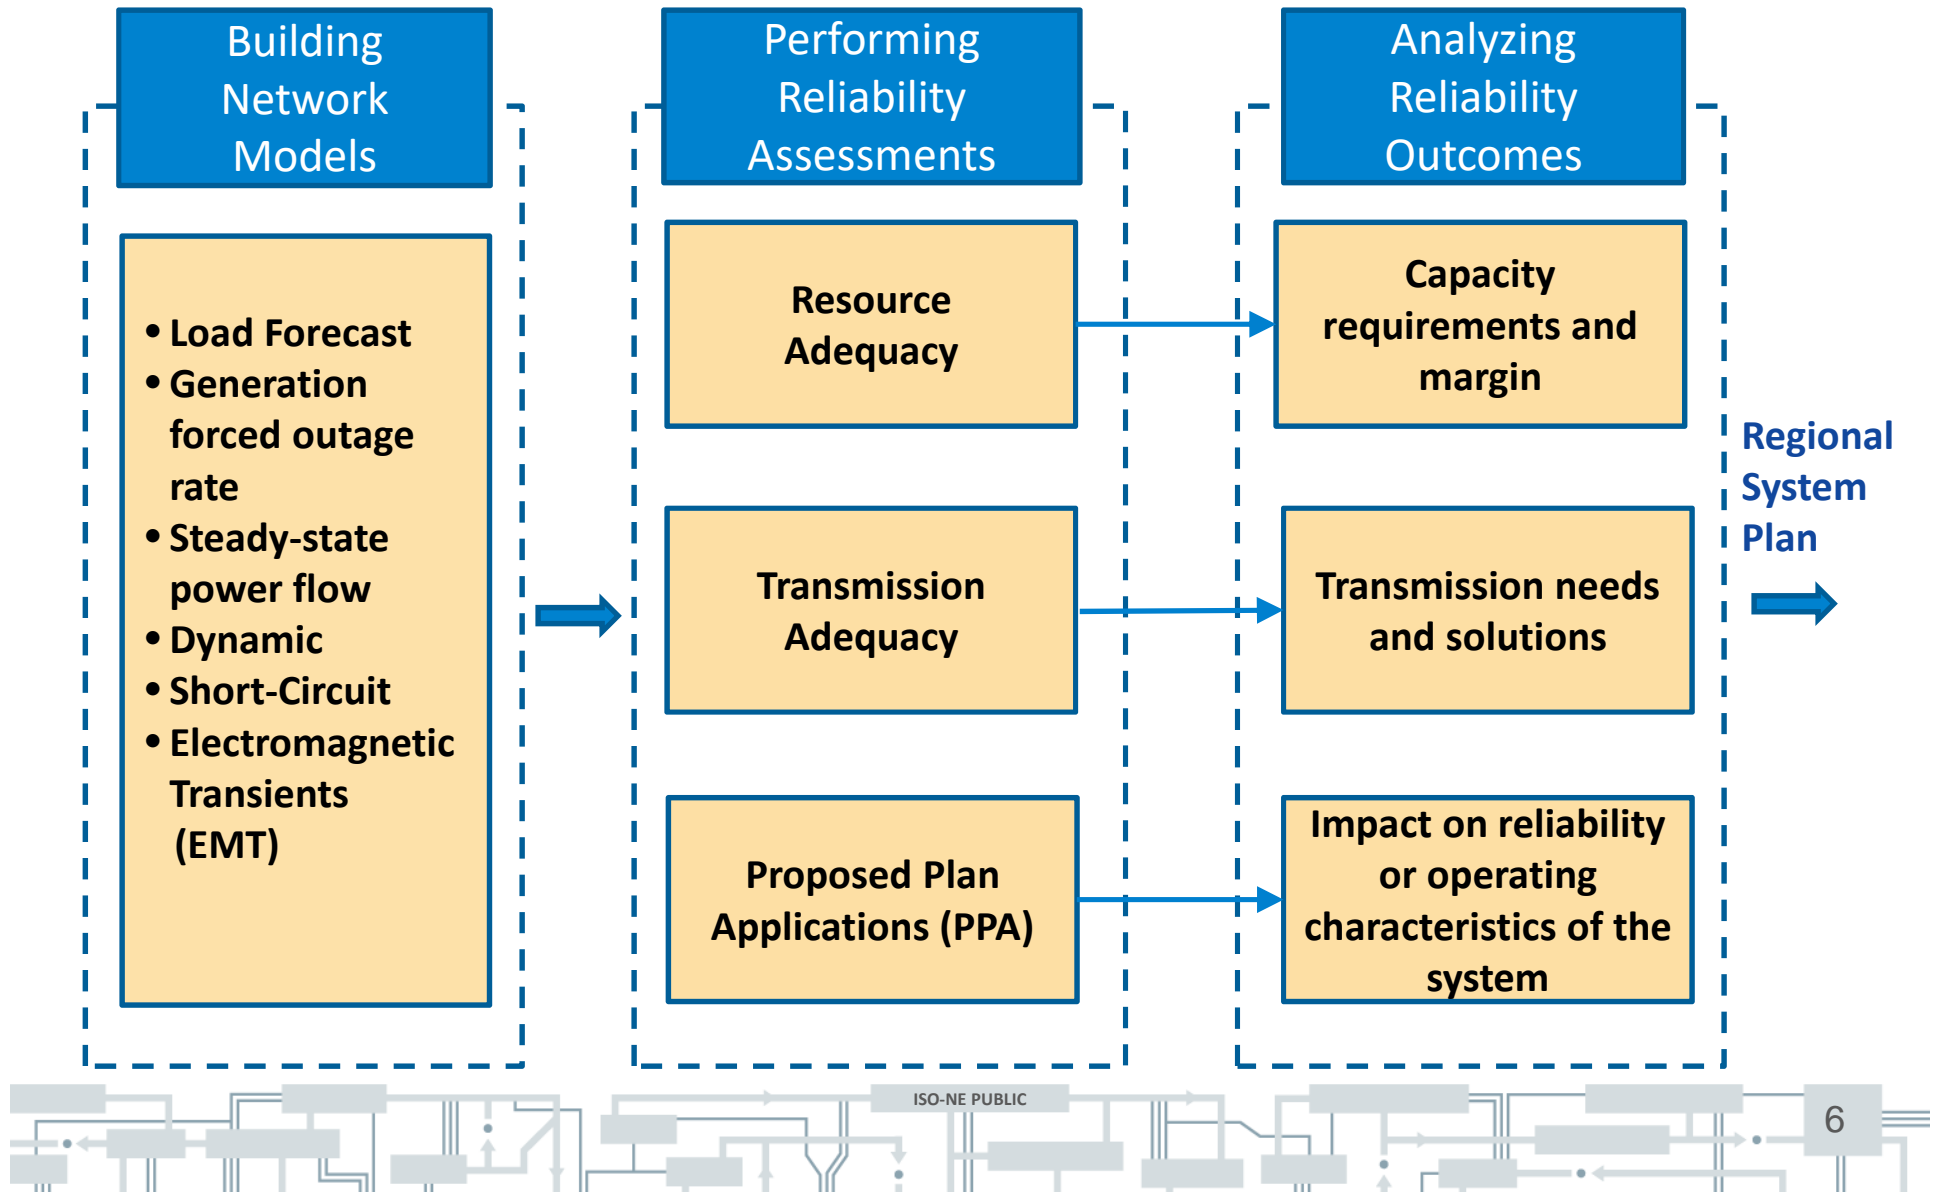 Building
Network
Models
• Load Forecast
• Generation
forced outage
rate
• Steady-state
power flow
• Dynamic
• Short-Circuit
• Electromagnetic
Transients
(EMT)
Performing
Reliability
Assessments
Resource
Adequacy
Transmission
Adequacy
Proposed Plan
Applications (PPA)
Analyzing
Reliability
Outcomes
Capacity
requirements and
margin
Transmission needs
and solutions
Impact on reliability
or operating
characteristics of the
system
Regional
System
Plan
ISO-NE PUBLIC
6